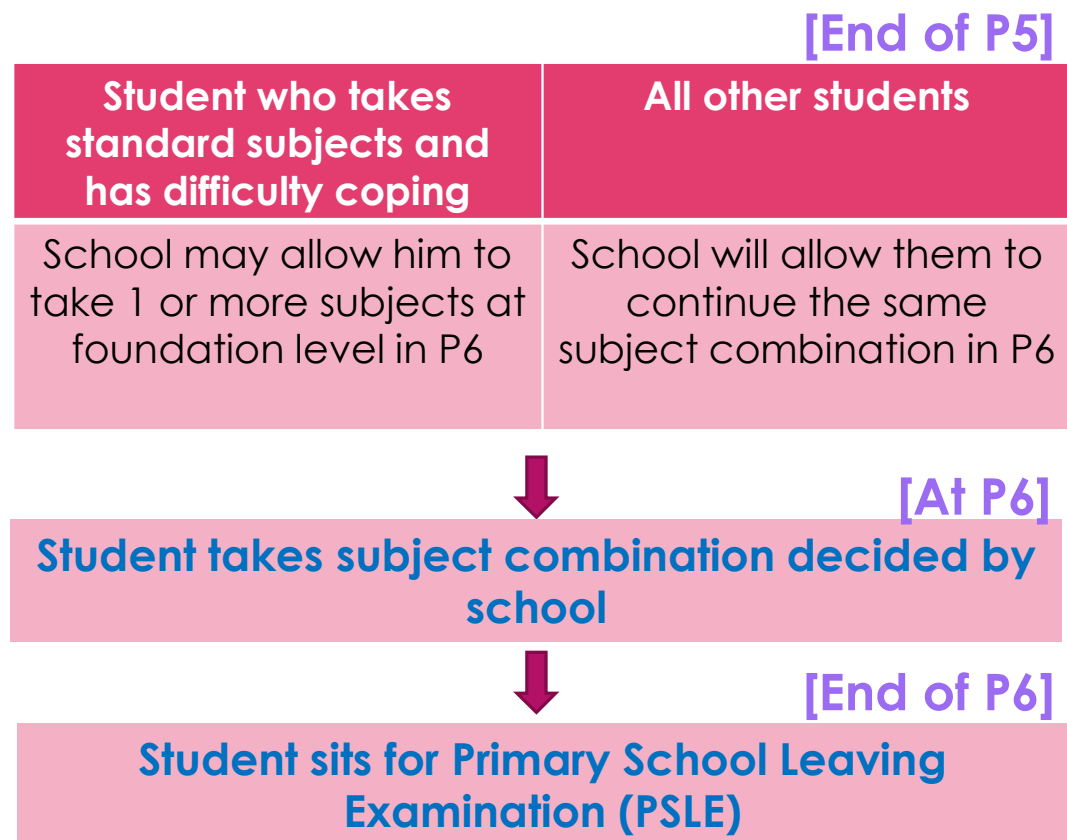 [End of P5]
Student who takes
standard subjects and
has difficulty coping
All other students
School may allow him to
take 1 or more subjects at
foundation level in P6
School will allow them to
continue the same
subject combination in P6
[At P6]
Student takes subject combination decided by
school
[End of P6]
Student sits for Primary School Leaving
Examination (PSLE)